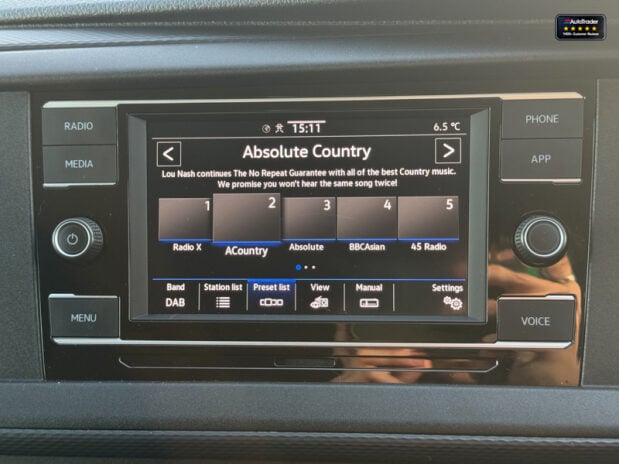 AutoTrader
RADIO
MEDIA
MENU
PHONE
APP
VOICE
15:11
6.5 °C
<
Absolute Country
>
Lou Nash continues The No Repeat Guarantee with all of the best Country music.
We promise you won't hear the same song twice!
1
2
3
4
5
Radio X
ACountry
Absolute
BBCAsian
45 Radio
Band
DAB
Station list
Preset list
View
Manual
Settings